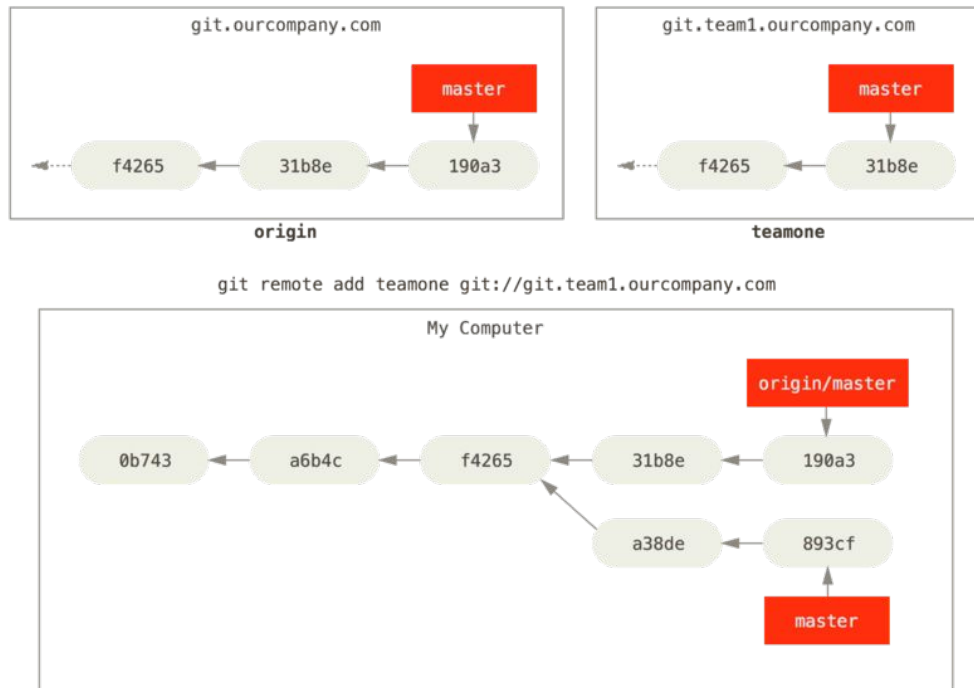 git.ourcompany.com
master
f4265
31b8e
190a3
origin
git.team1.ourcompany.com
master
f4265
31b8e
teamone
git remote add teamone git://git.team1.ourcompany.com
My Computer
origin/master
0b743
a6b4c
f4265
31b8e
190a3
a38de
893cf
master